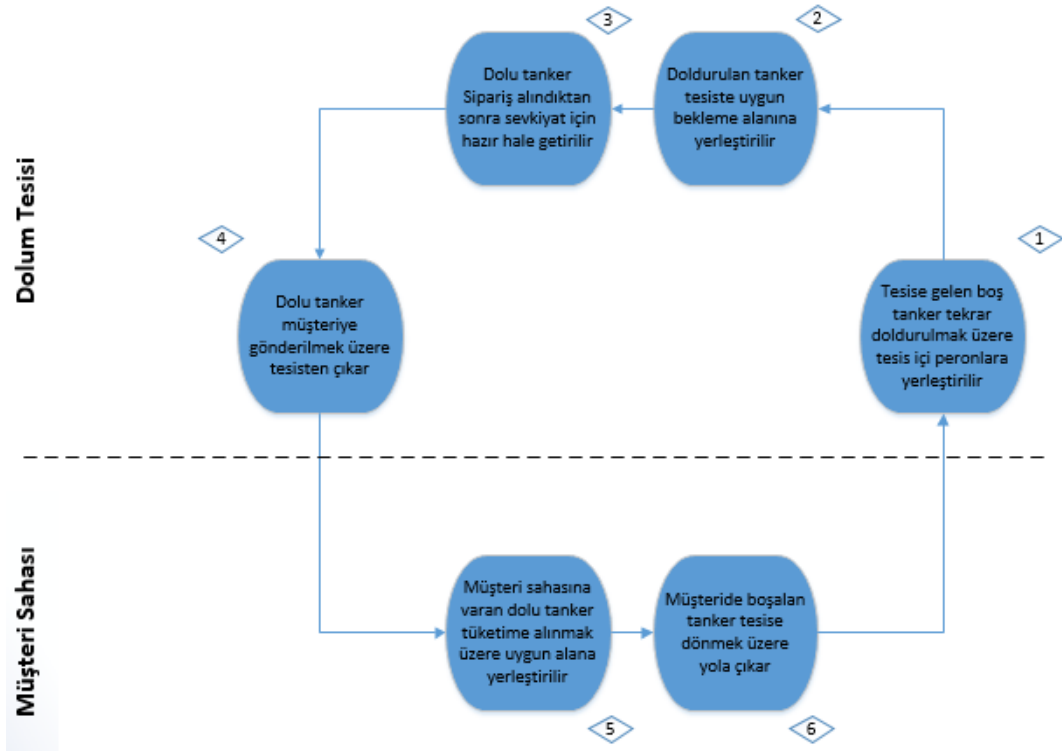 Dolum Tesisi
3
Dolu tanker
Sipariş alındıktan
sonra sevkiyat için
hazır hale getirilir
2
Doldurulan tanker
tesiste uygun
bekleme alanına
yerleştirilir
4
Dolu tanker
müşteriye
gönderilmek üzere
tesisten çıkar
1
Tesise gelen boş
tanker tekrar
doldurulmak üzere
tesis içi peronlara
yerleştirilir
Müşteri Sahası
Müşteri sahasına
varan dolu tanker
tüketime alınmak
üzere uygun alana
yerleştirilir
5
Müşteride boşalan
tanker tesise
dönmek üzere
yola çıkar
6